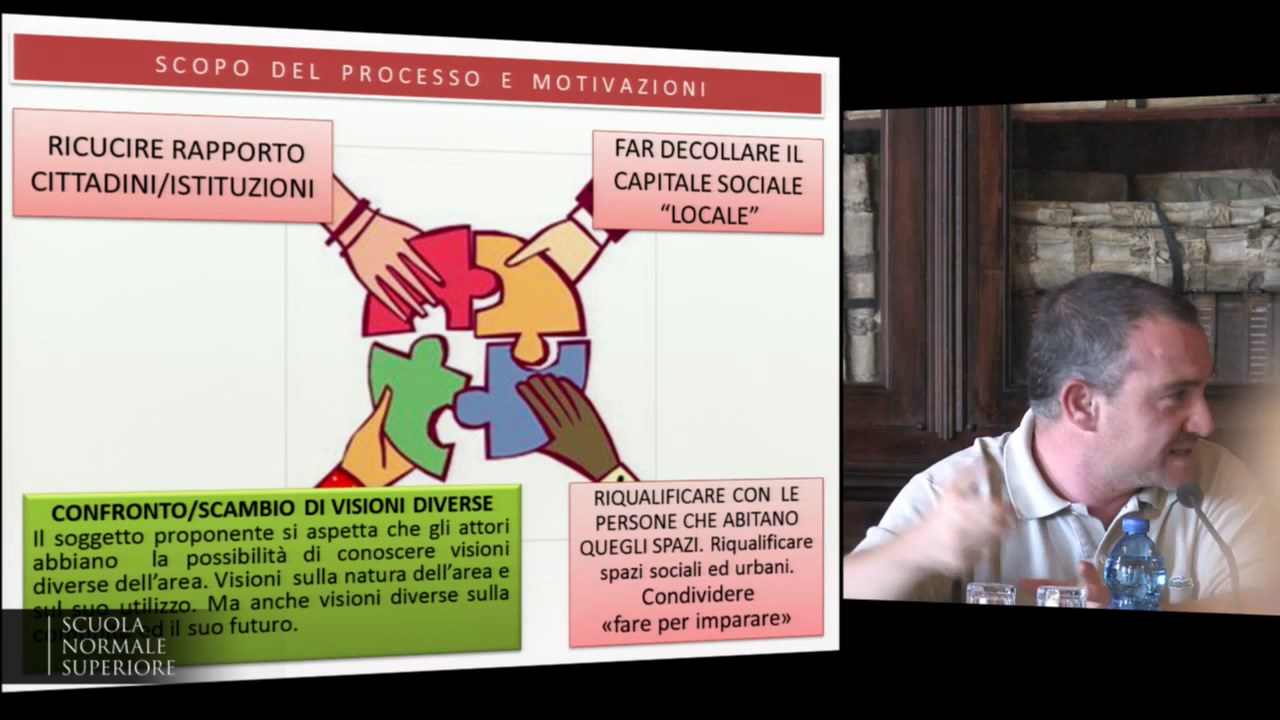 SCOPO DEL PROCESSO E MOTIVAZIONI
RICUCIRE RAPPORTO
CITTADINI/ISTITUZIONI
FAR DECOLLARE IL
CAPITALE SOCIALE
“LOCALE”
CONFRONTO/SCAMBIO DI VISIONI DIVERSE
Il soggetto proponente si aspetta che gli attori
abbiano la possibilità di conoscere visioni
diverse dell’area. Visioni sulla natura dell’area e
sul suo utilizzo. Ma anche visioni diverse sulla
ed il suo futuro.
RIQUALIFICARE CON LE
PERSONE CHE ABITANO
QUEGLI SPAZI. Riqualificare
spazi sociali ed urbani.
Condividere
«fare per imparare»
SCUOLA
NORMALE
SUPERIORE